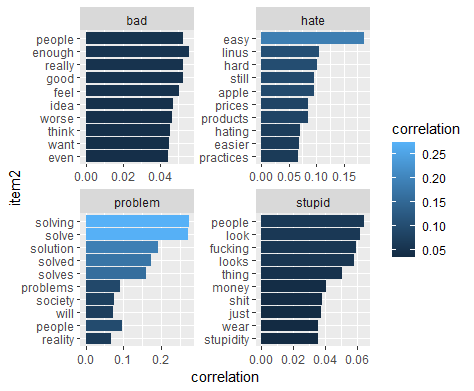 bad
people
enough
really
good
feel
idea
worse
think
want
even
0.00 0.04
hate
easy
linus
hard
still
apple
prices
products
hating
easier
practices
0.00 0.05 0.10 0.15
problem
solving
solve
solution
solved
solves
problems
society
will
people
reality
0.0 0.1 0.2
stupid
people
look
fucking
looks
thing
money
shit
just
wear
stupidity
0.00 0.02 0.04 0.06
item2
correlation
correlation
0.25
0.20
0.15
0.10
0.05